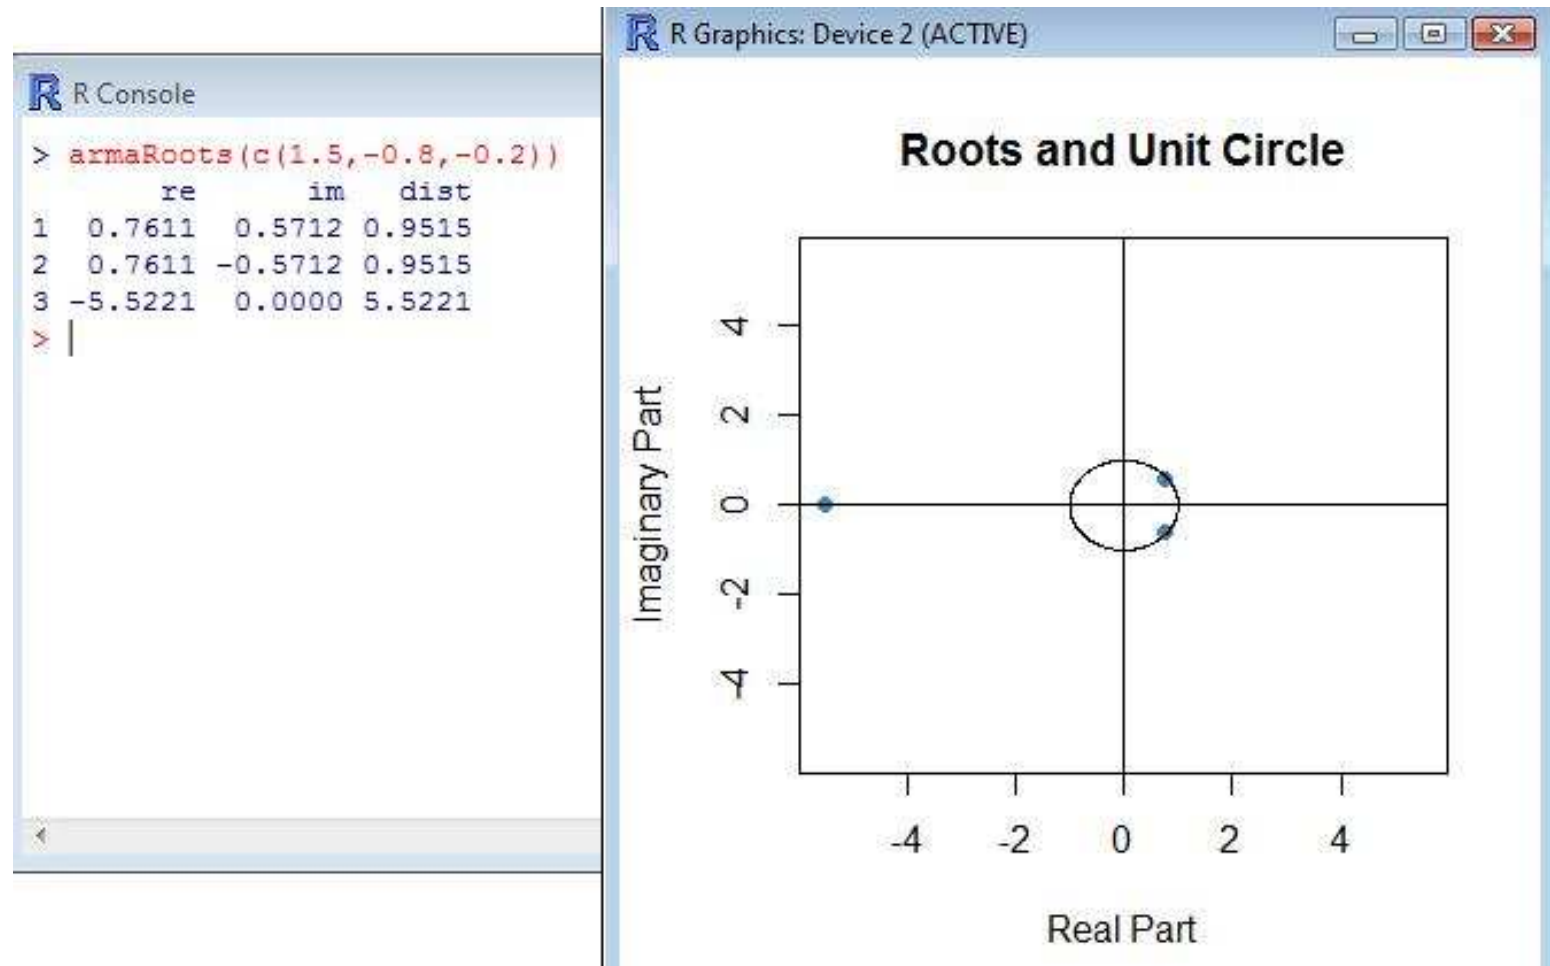 R Console
> armaRoots(c(1.5,-0.8,-0.2))
re im dist
1 0.7611 0.5712 0.9515
2 0.7611 -0.5712 0.9515
3 -5.5221 0.0000 5.5221
>
R Graphics: Device 2 (ACTIVE)
Roots and Unit Circle
Imaginary Part
4
2
0
-2
-4
-4 -2 0 2 4
Real Part